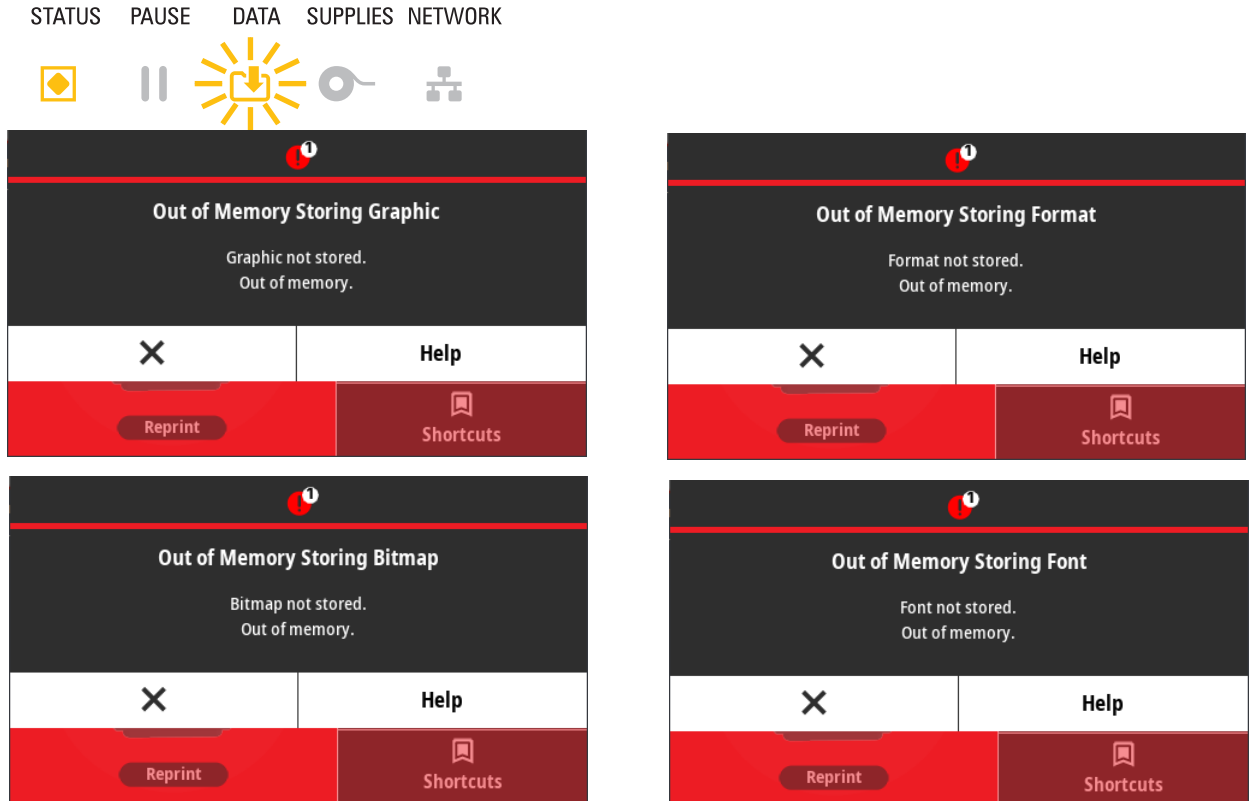 STATUS PAUSE DATA SUPPLIES NETWORK
1
Out of Memory Storing Graphic
Graphic not stored.
Out of memory.
Help
Reprint
Shortcuts
1
Out of Memory Storing Format
Format not stored.
Out of memory.
Help
Reprint
Shortcuts
1
Out of Memory Storing Bitmap
Bitmap not stored.
Out of memory.
Help
Reprint
Shortcuts
1
Out of Memory Storing Font
Font not stored.
Out of memory.
Help
Reprint
Shortcuts